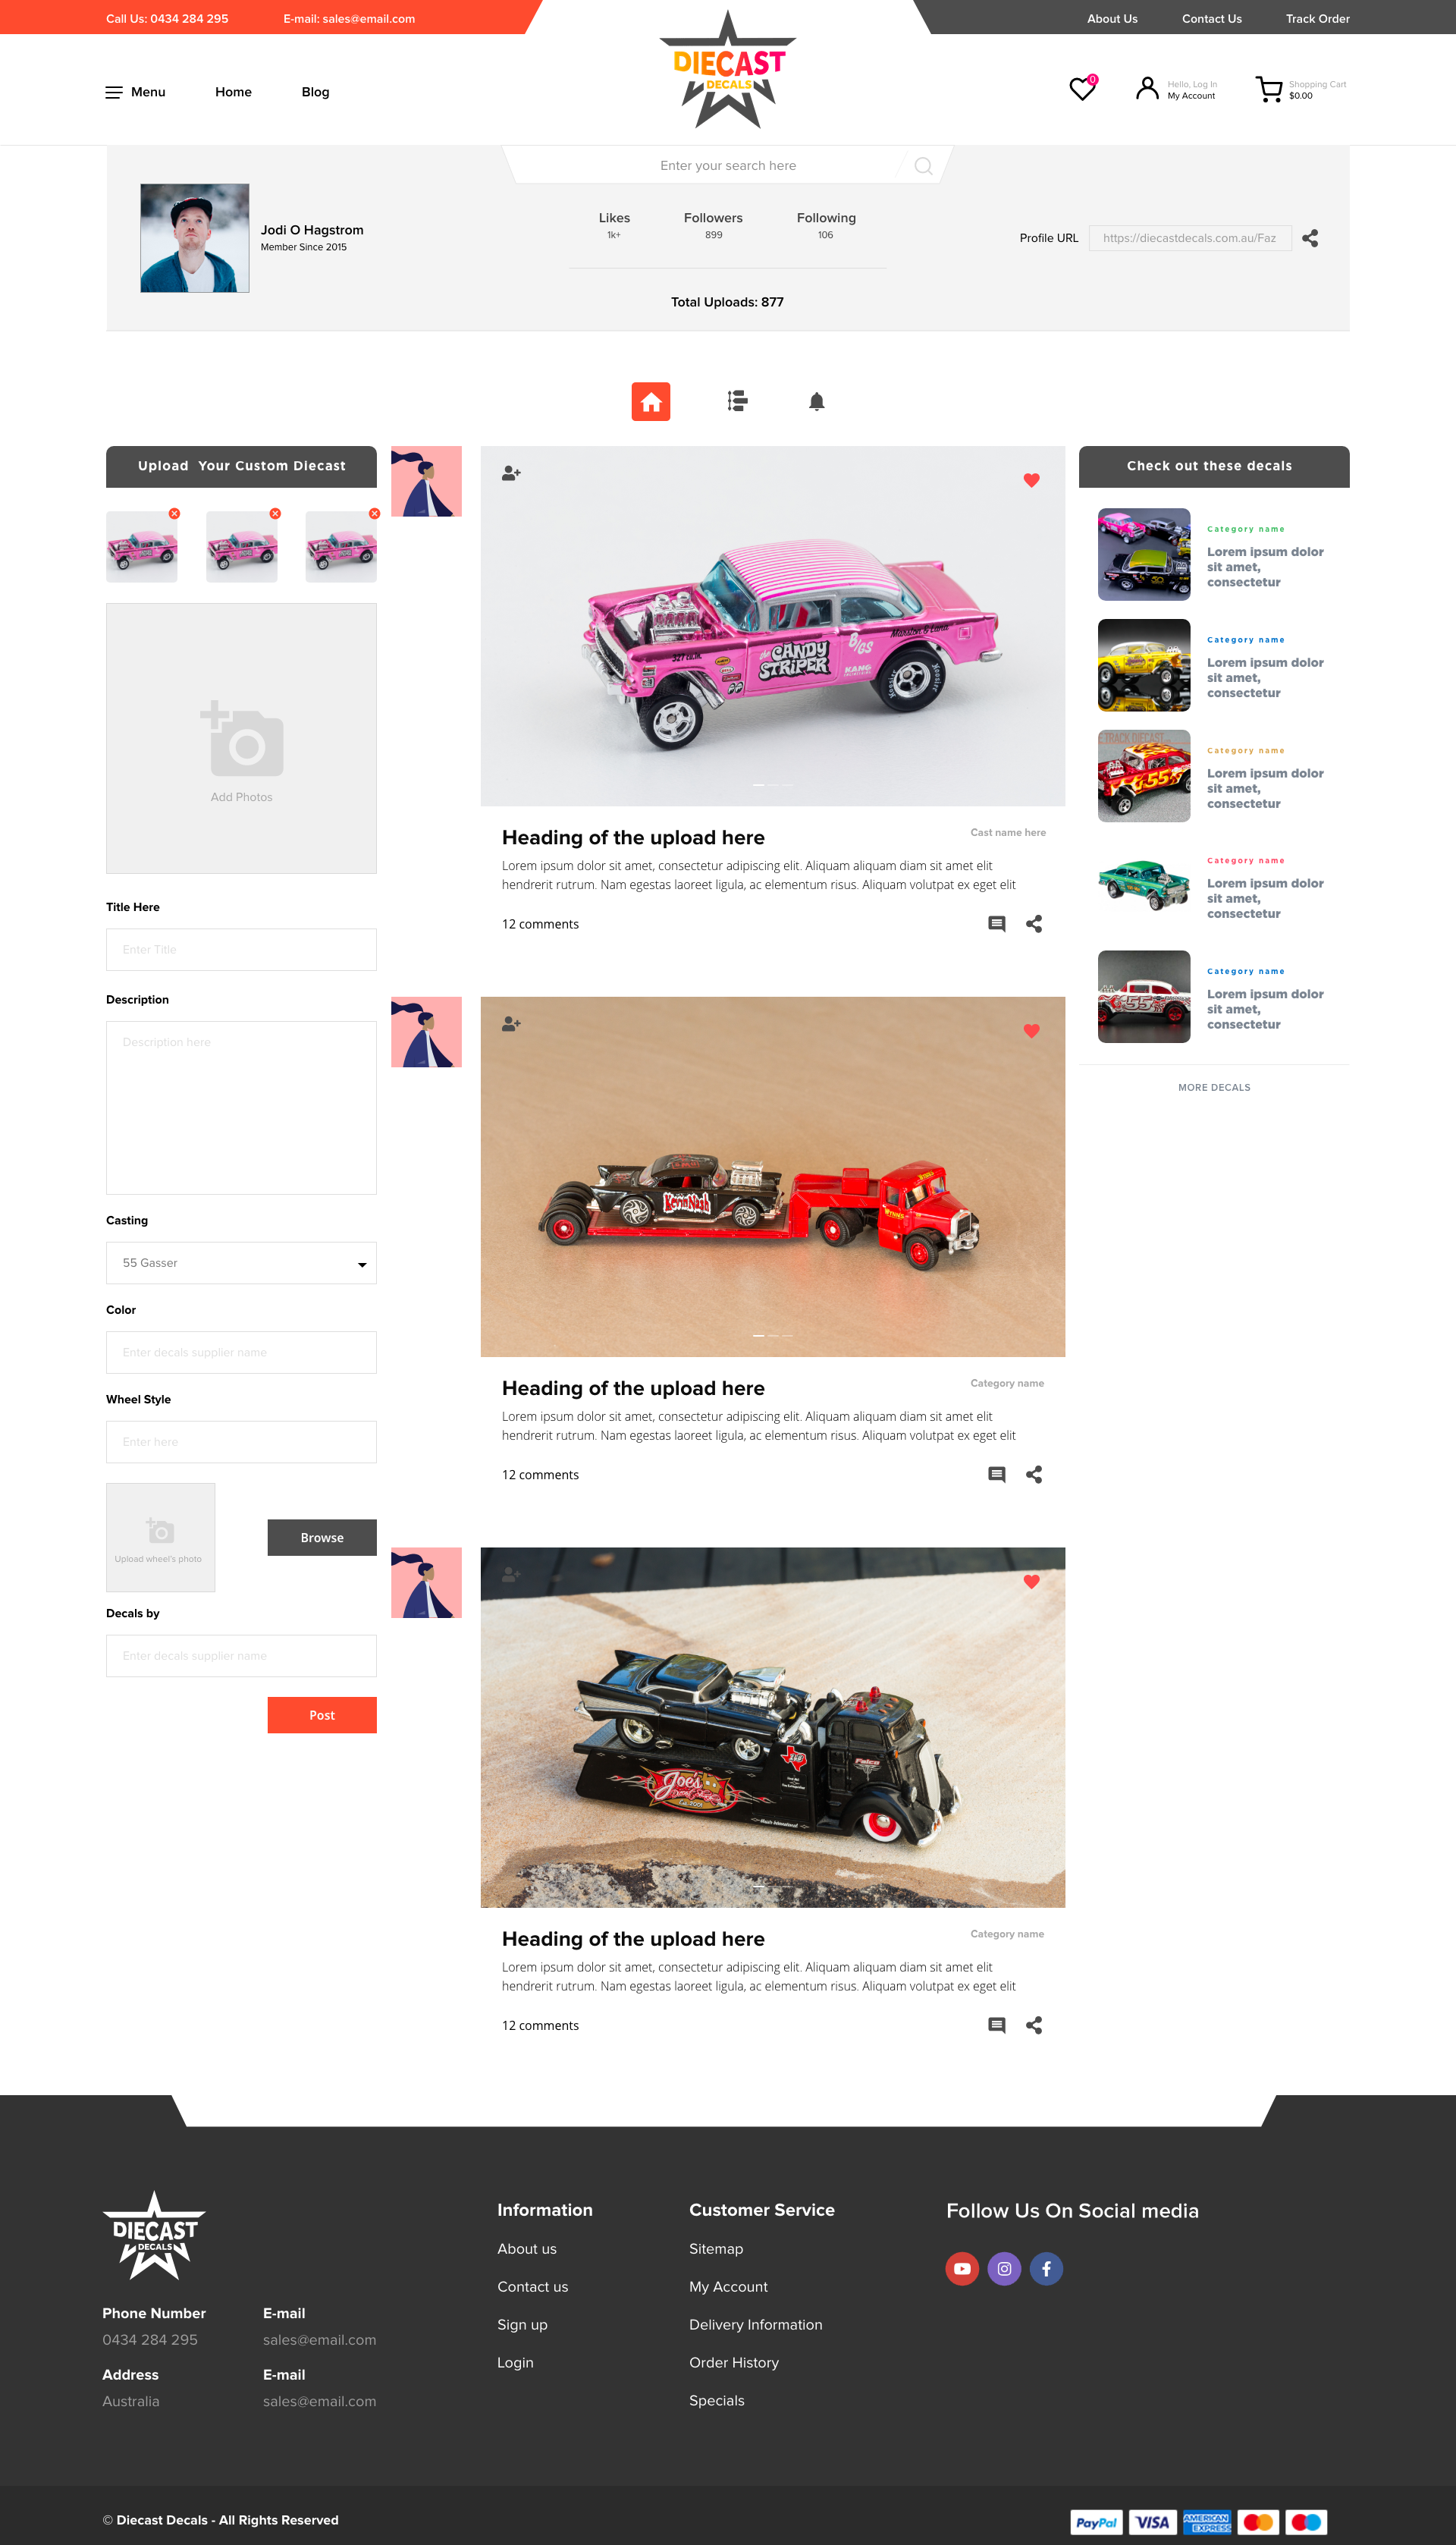 Call Us: 0434 284 295
E-mail: sales@email.com
About Us
Contact Us
Track Order
Menu
Home
Blog
DIECAST
DECALS
0
Hello, Log In
My Account
Shopping Cart
$0.00
Enter your search here
Jodi O Hagstrom
Member Since 2015
Likes
1k+
Followers
899
Following
106
Total Uploads: 877
Profile URL
https://diecastdecals.com.au/Faz
Upload Your Custom Diecast
Add Photos
Title Here
Enter Title
Description
Description here
Casting
55 Gasser
Color
Enter decals supplier name
Wheel Style
Enter here
Upload wheel's photo
Browse
Decals by
Enter decals supplier name
Post
the CANDY
STRIPER
B/GS
KANG
Hoosier
Hoosier
Heading of the upload here
Cast name here
Lorem ipsum dolor sit amet, consectetur adipiscing elit. Aliquam aliquam diam sit amet elit
hendrerit rutrum. Nam egestas laoreet ligula, ac elementum risus. Aliquam volutpat ex eget elit
12 comments
Heading of the upload here
Category name
Lorem ipsum dolor sit amet, consectetur adipiscing elit. Aliquam aliquam diam sit amet elit
hendrerit rutrum. Nam egestas laoreet ligula, ac elementum risus. Aliquam volutpat ex eget elit
12 comments
Falco
Joe's
Heading of the upload here
Category name
Lorem ipsum dolor sit amet, consectetur adipiscing elit. Aliquam aliquam diam sit amet elit
hendrerit rutrum. Nam egestas laoreet ligula, ac elementum risus. Aliquam volutpat ex eget elit
12 comments
Check out these decals
Category name
Lorem ipsum dolor
sit amet,
consectetur
Category name
Lorem ipsum dolor
sit amet,
consectetur
E TRACK DIECAST
55
Category name
Lorem ipsum dolor
sit amet,
consectetur
Category name
Lorem ipsum dolor
sit amet,
consectetur
55
Category name
Lorem ipsum dolor
sit amet,
consectetur
MORE DECALS
DIECAST
DECALS
Phone Number
0434 284 295
E-mail
sales@email.com
Address
Australia
E-mail
sales@email.com
Information
About us
Contact us
Sign up
Login
Customer Service
Sitemap
My Account
Delivery Information
Order History
Specials
Follow Us On Social media
© Diecast Decals - All Rights Reserved
PayPal
VISA
AMERICAN
EXPRESS